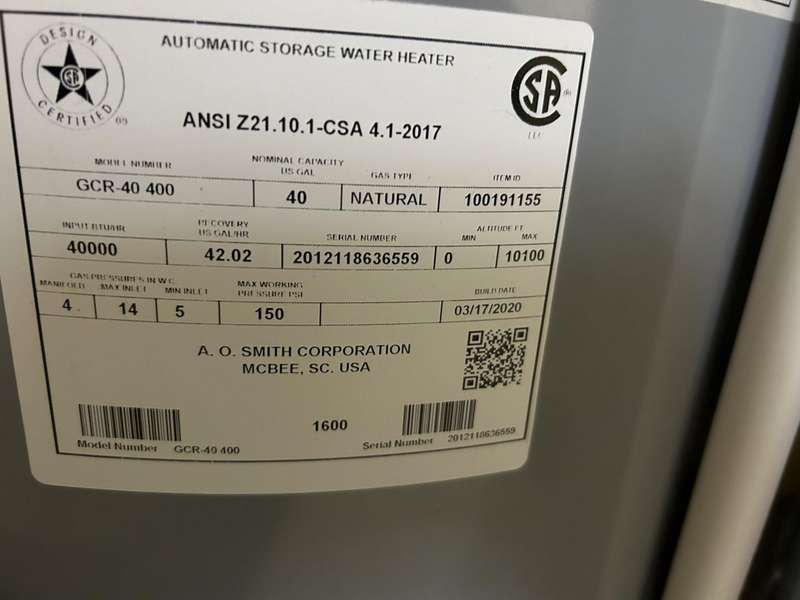 DESIGN
CERTIFIED
AUTOMATIC STORAGE WATER HEATER
CSA
ANSI Z21.10.1-CSA 4.1-2017
MODEL NUMBER
NOMINAL CAPACITY
US GAL
GAS TYPE
ITEM ID
GCR-40 400
40
NATURAL
100191155
INPUT BTU/HR
RECOVERY
US GAL/HR
SERIAL NUMBER
ALTITUDE FT
MIN
MAX
40000
42.02
2012118636559
0
10100
GAS PRESSURES IN W.C.
MANIFOLD
MAX INLET
MIN INLET
MAX WORKING
PRESSURE PSI
BUILD DATE
4
14
5
150
03/17/2020
A. O. SMITH CORPORATION
MCBEE, SC. USA
1600
Model Number GCR-40 400
Serial Number 2012118636559